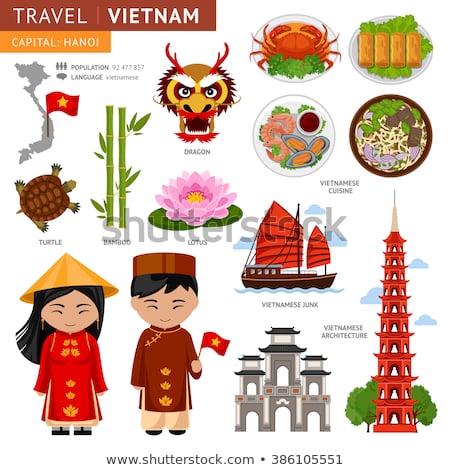 TRAVEL | VIETNAM
CAPITAL: HANOI
POPULATION 92 477 857
LANGUAGE vietnamese
DRAGON
VIETNAMESE
CUISINE
TURTLE
BAMBOO
LOTUS
VIETNAMESE JUNK
VIETNAMESE
ARCHITECTURE
shutterstock
www.shutterstock.com · 386105551